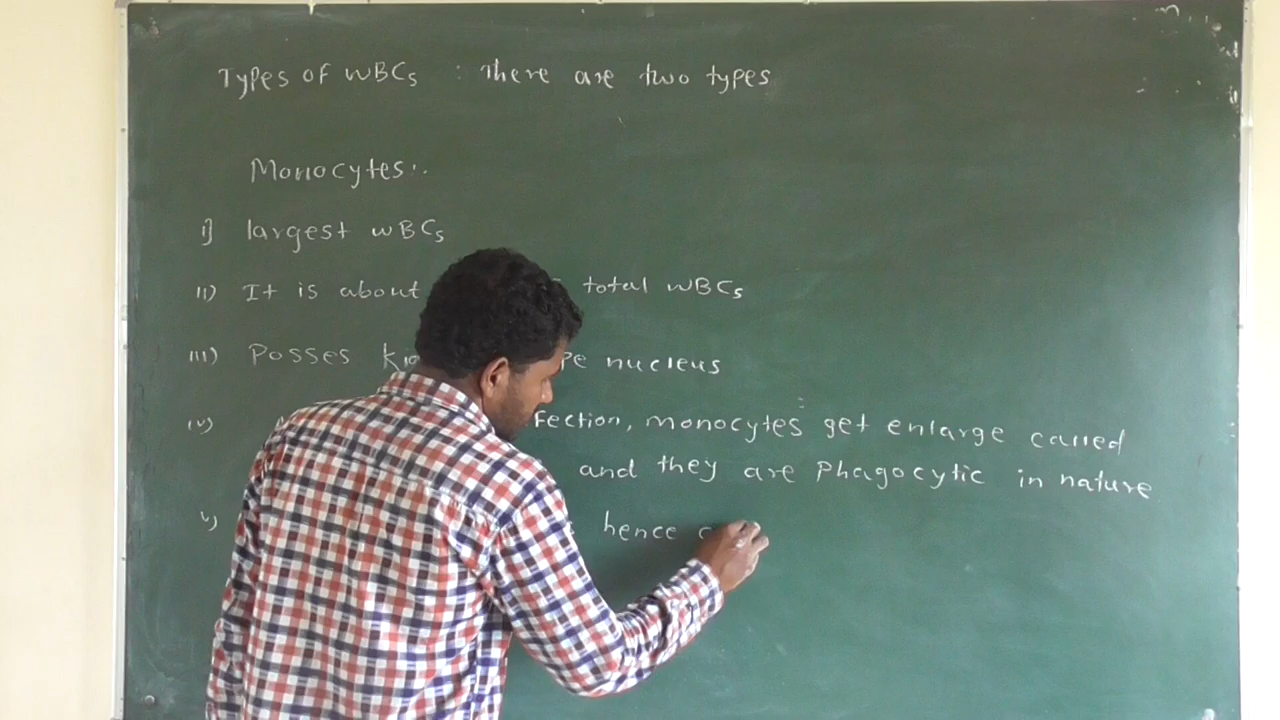 Types of WBCs : There are two types
Monocytes:.
i) largest WBCs
ii) It is about total WBCs
iii) Posses nucleus
iv) monocytes get enlarge called
and they are Phagocytic in nature
v) hence